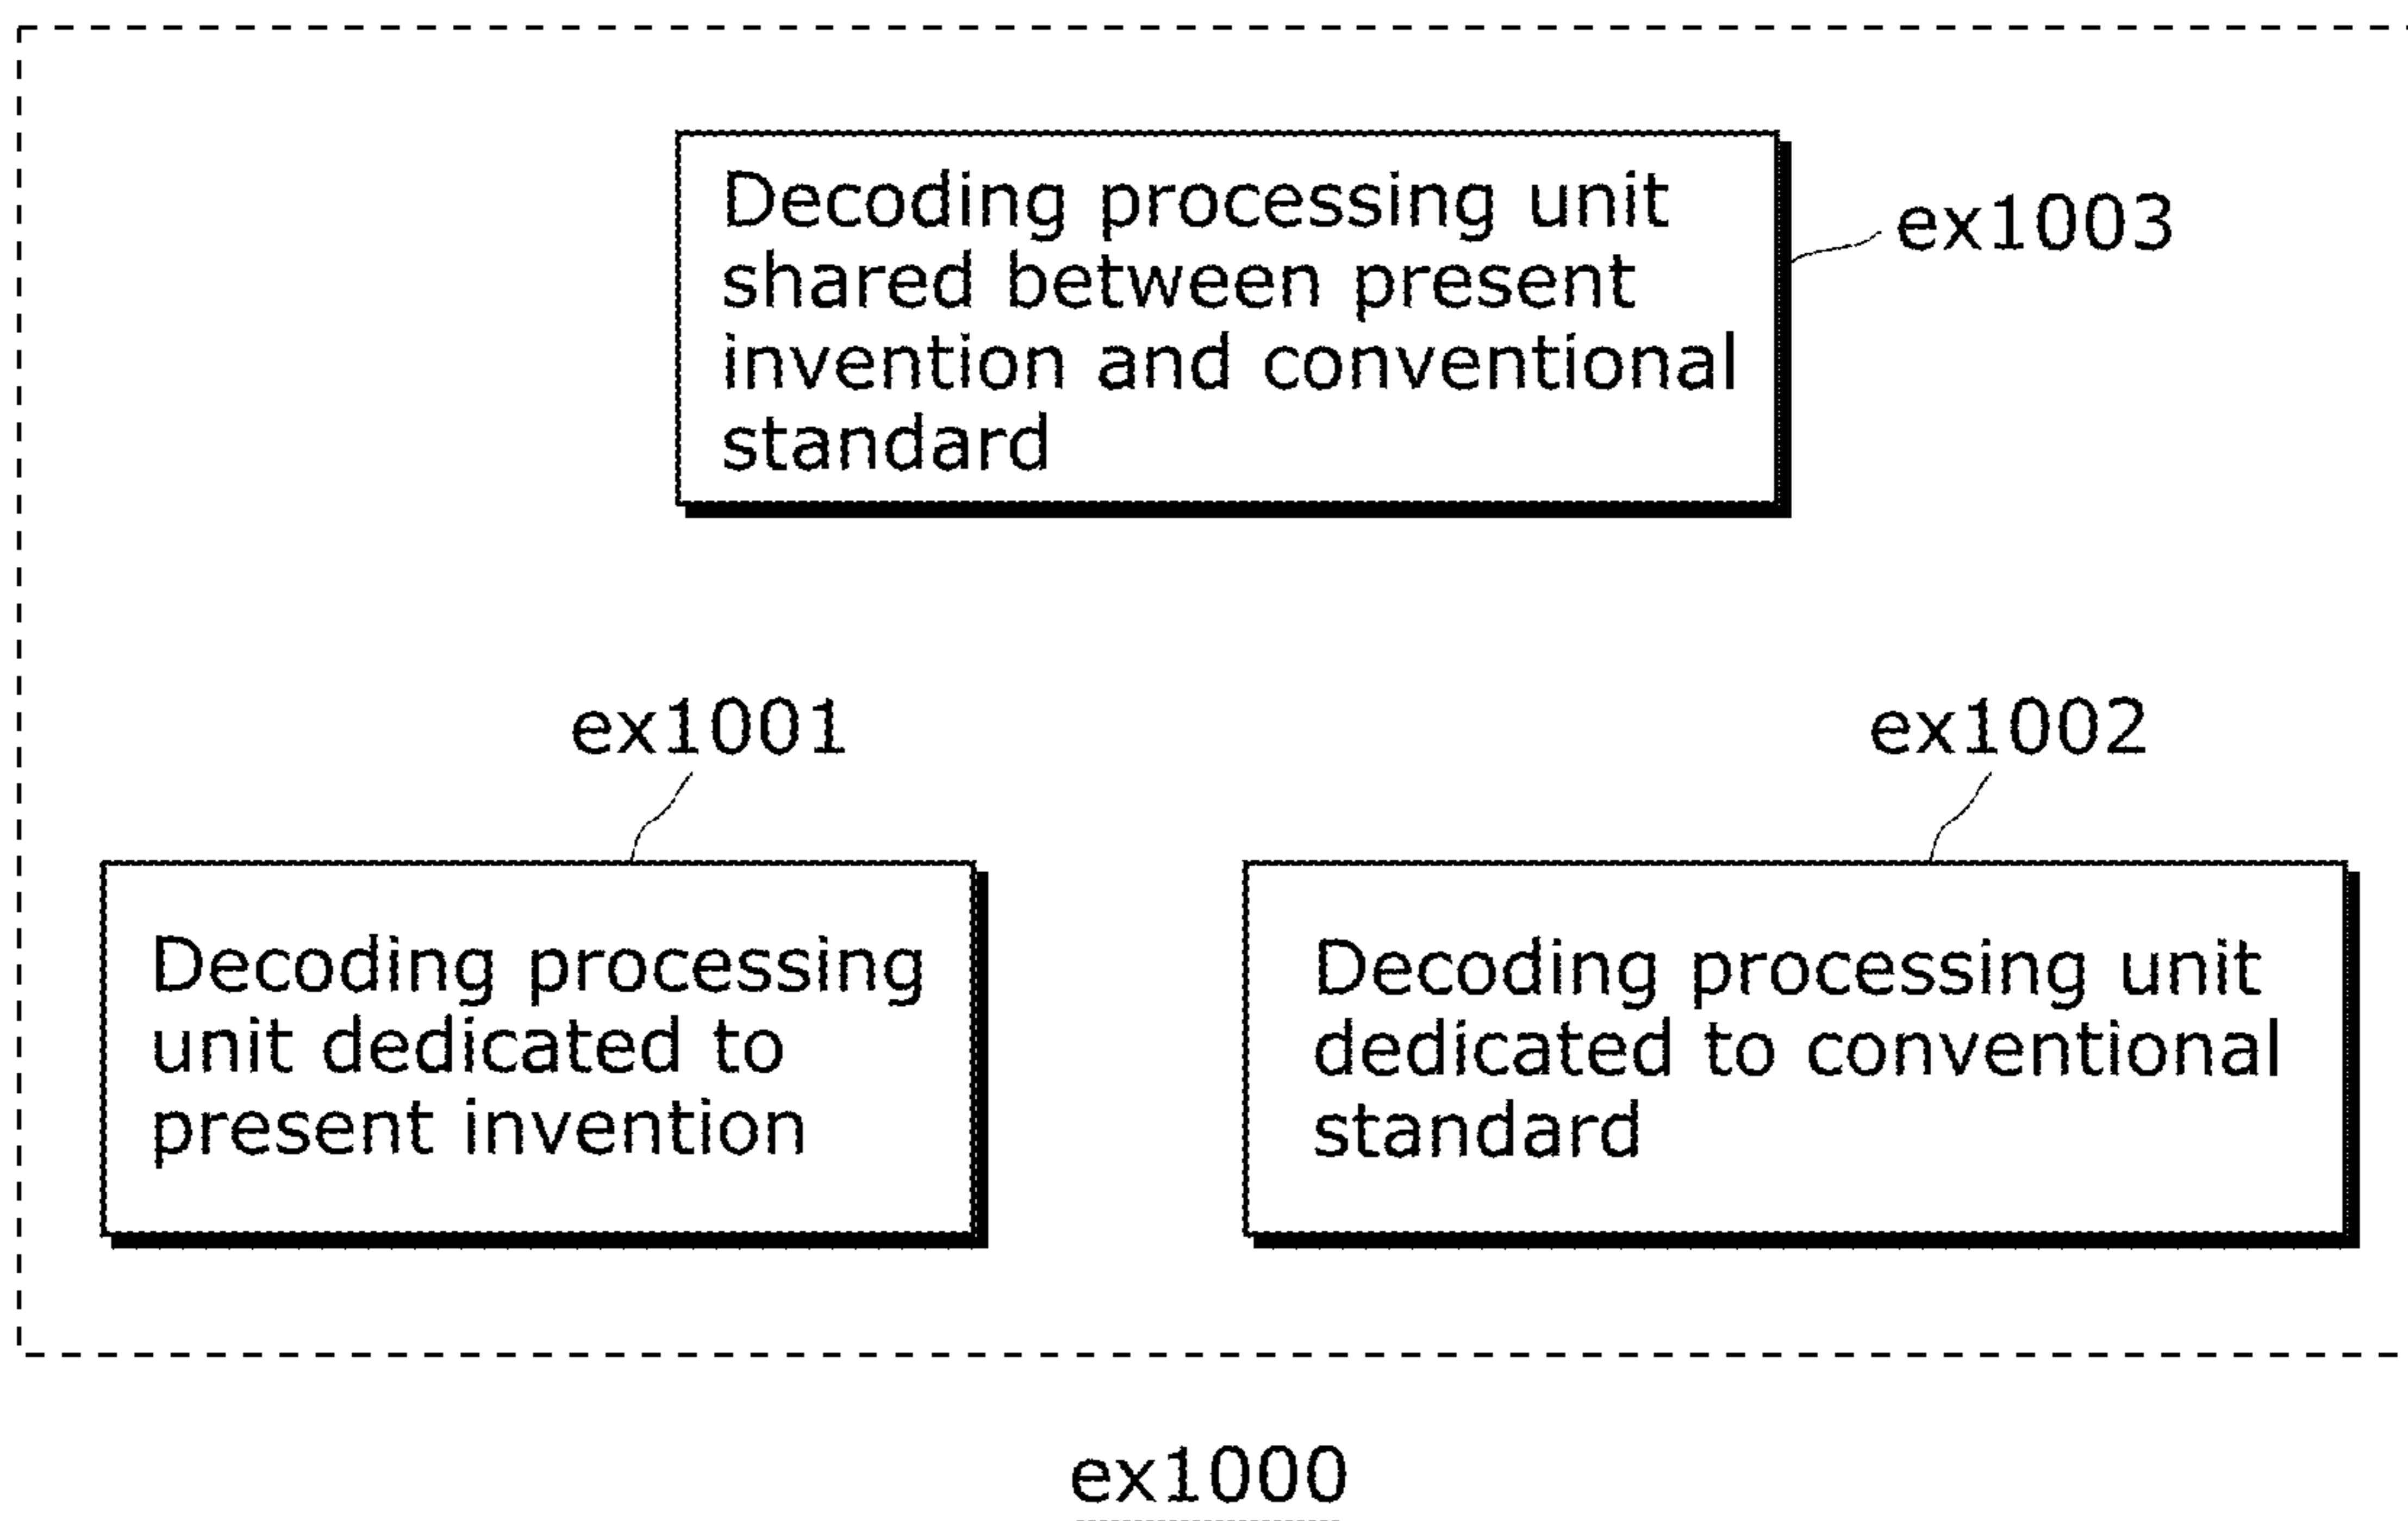 Decoding processing unit
shared between present
invention and conventional
standard
ex1003
ex1001
ex1002
Decoding processing
unit dedicated to
present invention
Decoding processing unit
dedicated to conventional
standard
ex1000